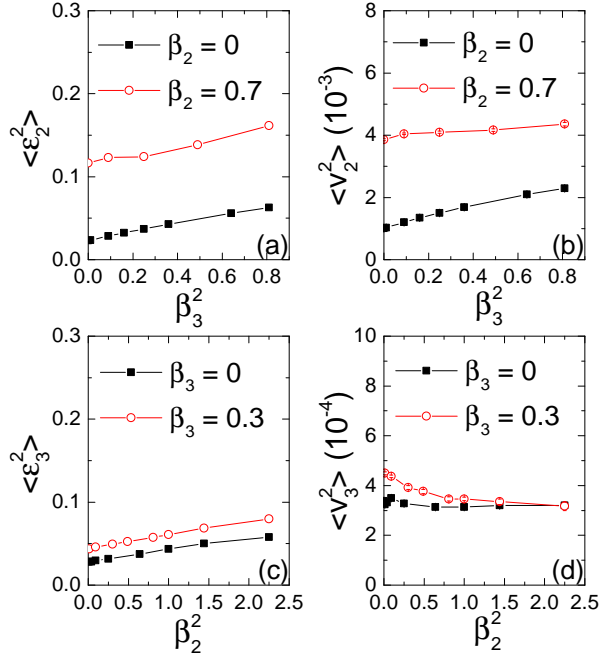 <ε₂²>
0.3
0.2
0.1
0.0
β₂ = 0
β₂ = 0.7
(a)
0.0 0.2 0.4 0.6 0.8
β₃²
<v₂²> (10⁻³)
8
6
4
2
0
β₂ = 0
β₂ = 0.7
(b)
0.0 0.2 0.4 0.6 0.8
β₃²
<ε₃²>
0.3
0.2
0.1
0.0
β₃ = 0
β₃ = 0.3
(c)
0.0 0.5 1.0 1.5 2.0 2.5
β₂²
<v₃²> (10⁻⁴)
10
8
6
4
2
0
β₃ = 0
β₃ = 0.3
(d)
0.0 0.5 1.0 1.5 2.0 2.5
β₂²